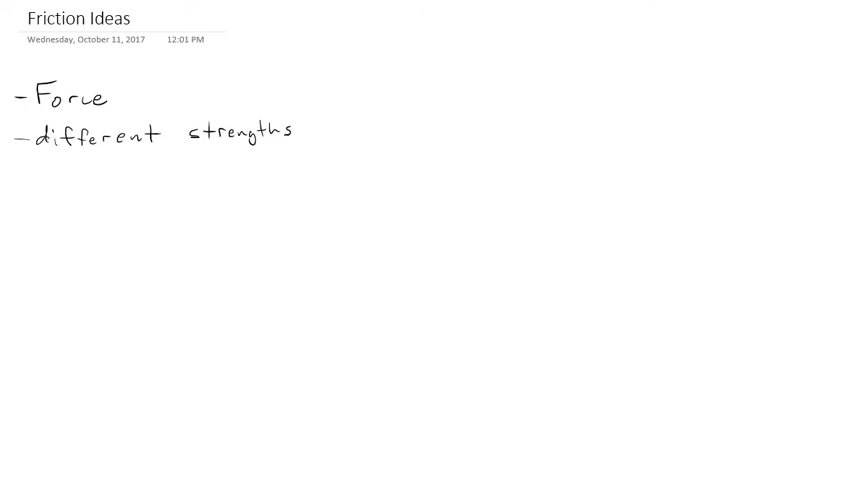 Friction Ideas
Wednesday, October 11, 2017 12:01 PM
- Force
- different strengths